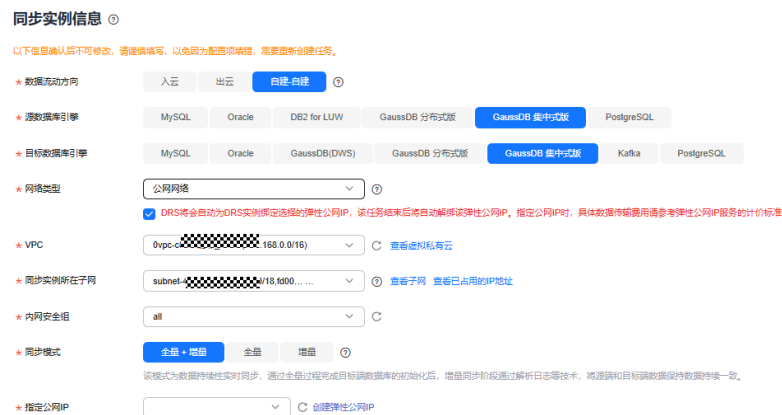 同步实例信息
以下信息确认后不可修改，请谨慎填写，以免因为配置项填错，需要重新创建任务。
* 数据流动方向 入云 出云 自建-自建
* 源数据库引擎 MySQL Oracle DB2 for LUW GaussDB 分布式版 GaussDB 集中式版 PostgreSQL
* 目标数据库引擎 MySQL Oracle GaussDB(DWS) GaussDB 分布式版 GaussDB 集中式版 Kafka PostgreSQL
* 网络类型 公网网络
DRS将会自动为DRS实例绑定选择的弹性公网IP，该任务结束后将自动解绑该弹性公网IP。指定公网IP时，具体数据传输费用请参考弹性公网IP服务的计价标准
* VPC 0vpc-c .168.0.0/16) 查看虚拟私有云
* 同步实例所在子网 subnet- /18,fd00... ... 查看子网 查看已占用的IP地址
* 内网安全组 all
* 同步模式 全量+增量 全量 增量
该模式为数据持续性实时同步，通过全量过程完成目标端数据库的初始化后，增量同步阶段通过解析日志等技术，将源端和目标端数据保持数据持续一致。
* 指定公网IP 创建弹性公网IP